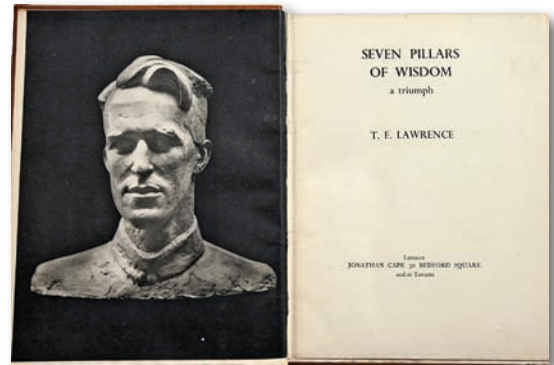 SEVEN PILLARS
OF WISDOM
a triumph
T. E. LAWRENCE
London
JONATHAN CAPE 30 BEDFORD SQUARE
and at Toronto